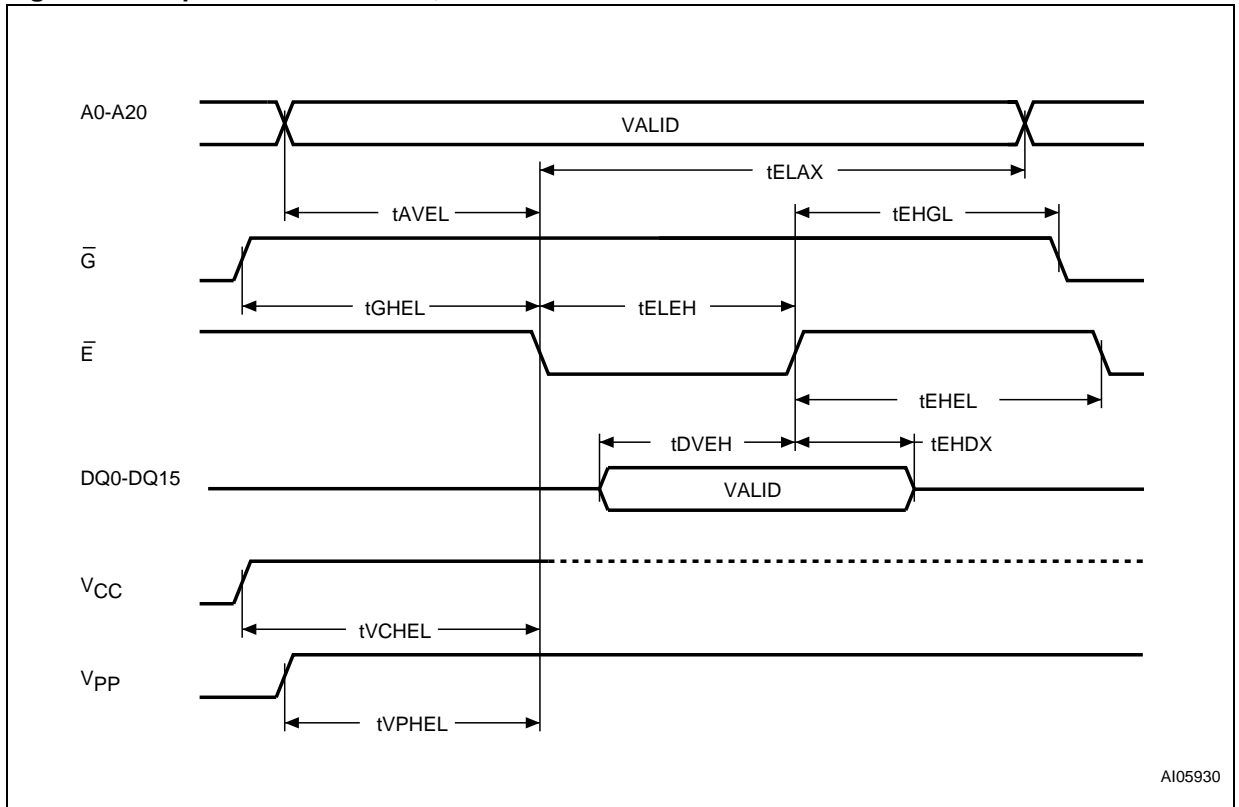 A0-A20
VALID
tELAX
tAVEL
tEHGL
G̅
tGHEL
tELEH
E̅
tEHEL
tDVEH
tEHDX
DQ0-DQ15
VALID
VCC
tVCHEL
VPP
tVPHEL
AI05930